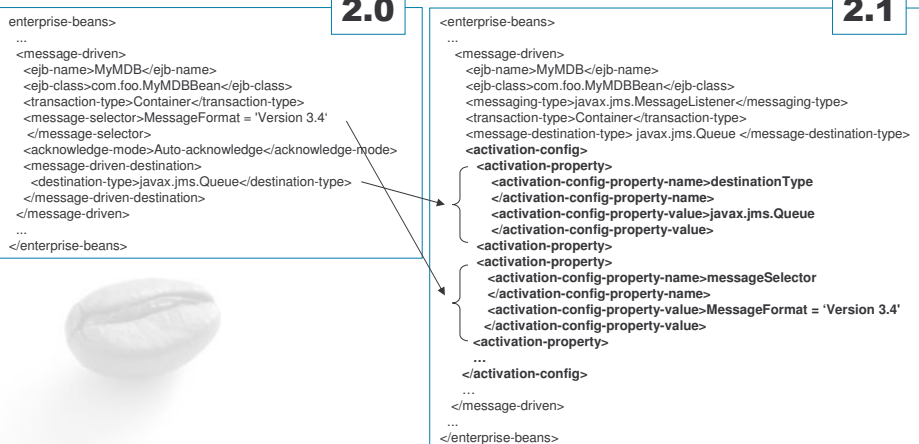 2.0
enterprise-beans>
...
<message-driven>
<ejb-name>MyMDB</ejb-name>
<ejb-class>com.foo.MyMDBBean</ejb-class>
<transaction-type>Container</transaction-type>
<message-selector>MessageFormat = 'Version 3.4'
</message-selector>
<acknowledge-mode>Auto-acknowledge</acknowledge-mode>
<message-driven-destination>
<destination-type>javax.jms.Queue</destination-type>
</message-driven-destination>
</message-driven>
...
</enterprise-beans>
2.1
<enterprise-beans>
...
<message-driven>
<ejb-name>MyMDB</ejb-name>
<ejb-class>com.foo.MyMDBBean</ejb-class>
<messaging-type>javax.jms.MessageListener</messaging-type>
<transaction-type>Container</transaction-type>
<message-destination-type> javax.jms.Queue </message-destination-type>
<activation-config>
<activation-property>
<activation-config-property-name>destinationType
</activation-config-property-name>
<activation-config-property-value>javax.jms.Queue
</activation-config-property-value>
<activation-property>
<activation-property>
<activation-config-property-name>messageSelector
</activation-config-property-name>
<activation-config-property-value>MessageFormat = ‘Version 3.4'
</activation-config-property-value>
<activation-property>
…
</activation-config>
…
</message-driven>
...
</enterprise-beans>